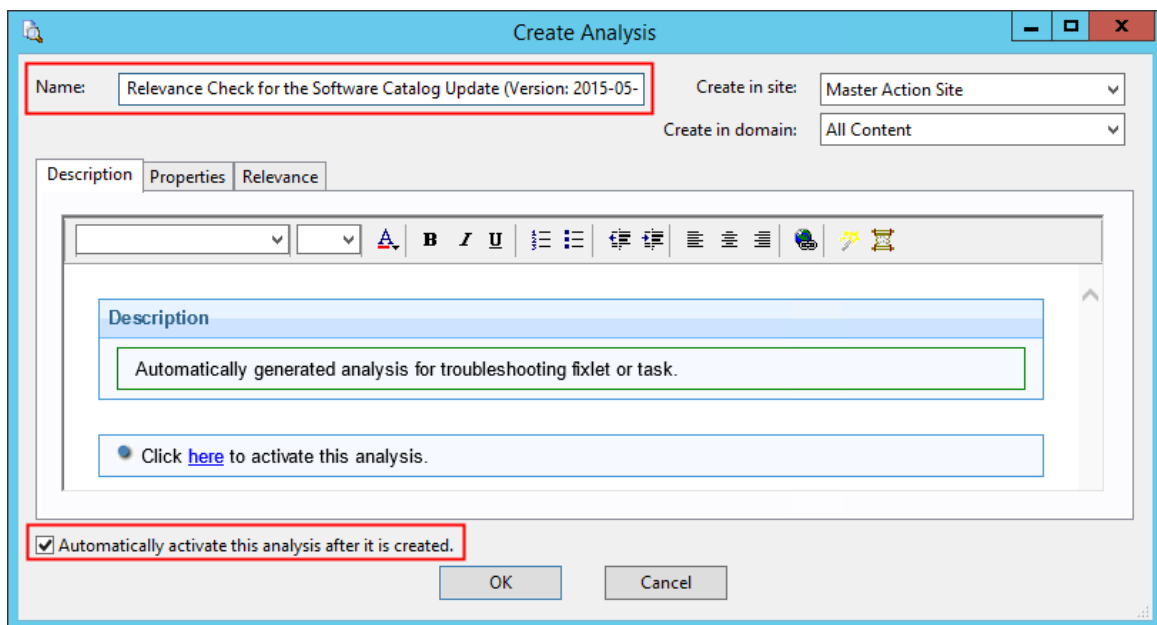 Create Analysis
Name: Relevance Check for the Software Catalog Update (Version: 2015-05- Create in site: Master Action Site
Create in domain: All Content
Description Properties Relevance
A B I U
Description
Automatically generated analysis for troubleshooting fixlet or task.
Click here to activate this analysis.
Automatically activate this analysis after it is created.
OK Cancel